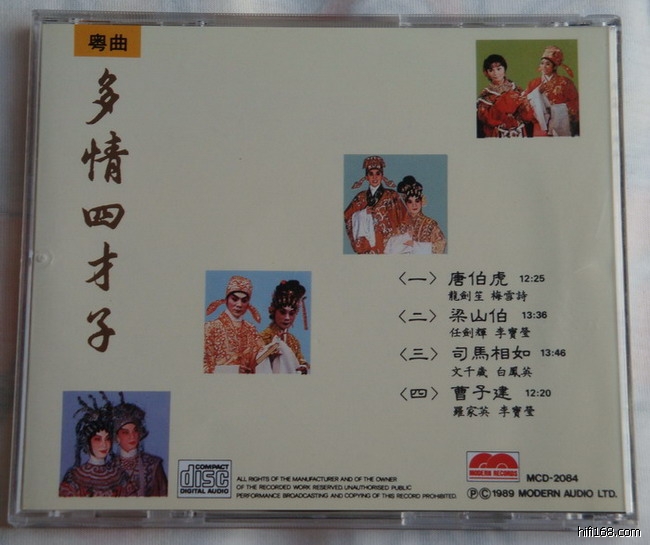 粵曲
多情四才子
〈一〉 唐伯虎 12:25
龍劍笙 梅雪詩
〈二〉 梁山伯 13:36
任劍輝 李寶瑩
〈三〉 司馬相如 13:46
文千歲 白鳳英
〈四〉 曹子建 12:20
羅家英 李寶瑩
COMPACT
disc
DIGITAL AUDIO
ALL RIGHTS OF THE MANUFACTURER AND OF THE OWNER
OF THE RECORDED WORK RESERVED. UNAUTHORISED PUBLIC
PERFORMANCE BROADCASTING AND COPYING OF THIS RECORD PROHIBITED.
MODERN RECORDS
MCD-2084
ⓅⒸ1989 MODERN AUDIO LTD.
hifi168.com